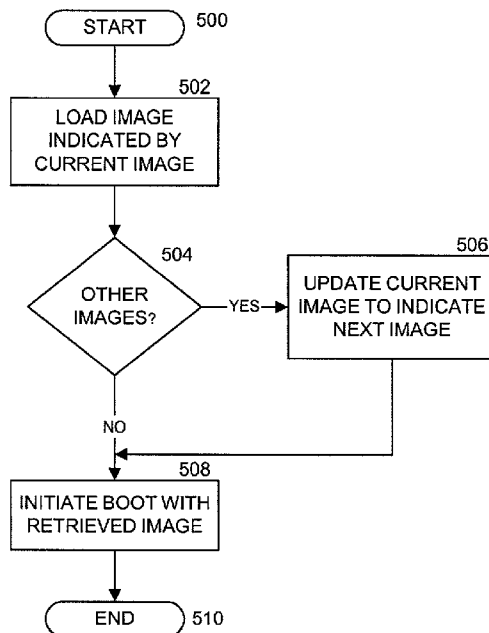 START
500
502
LOAD IMAGE
INDICATED BY
CURRENT IMAGE
504
OTHER
IMAGES?
YES
506
UPDATE CURRENT
IMAGE TO INDICATE
NEXT IMAGE
NO
508
INITIATE BOOT WITH
RETRIEVED IMAGE
END
510